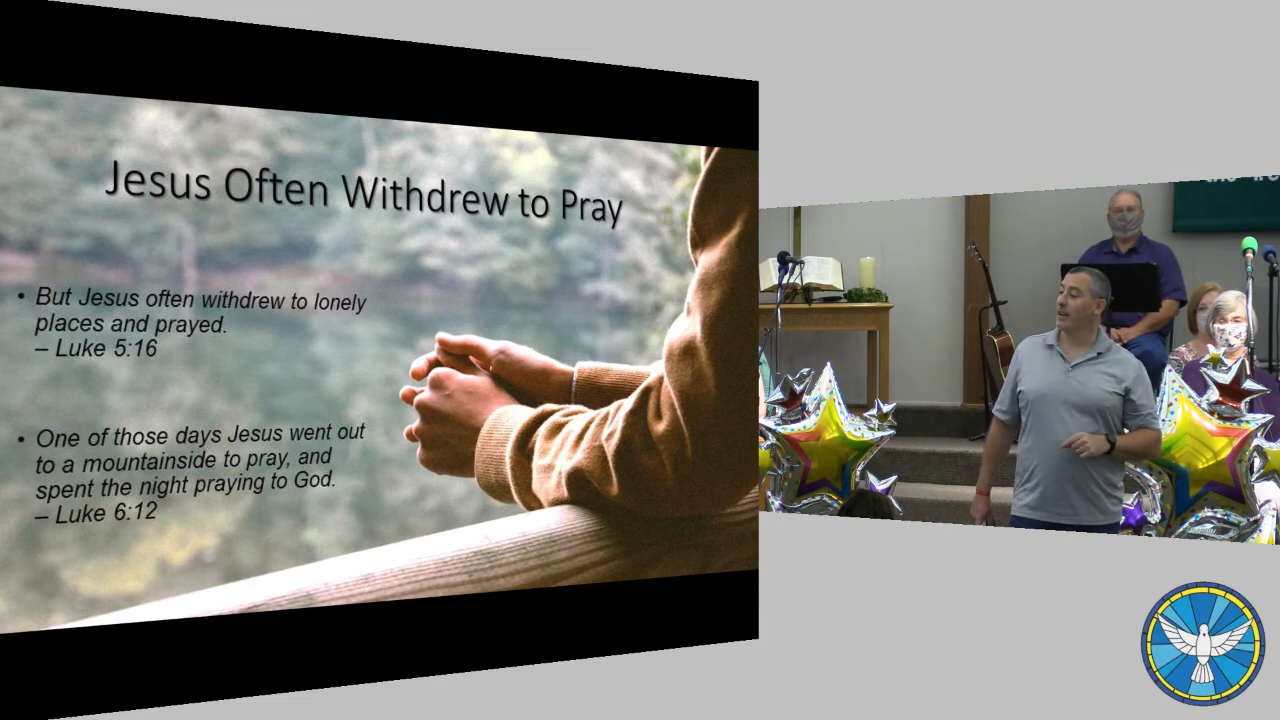 Jesus Often Withdrew to Pray
• But Jesus often withdrew to lonely
places and prayed.
– Luke 5:16
• One of those days Jesus went out
to a mountainside to pray, and
spent the night praying to God.
– Luke 6:12